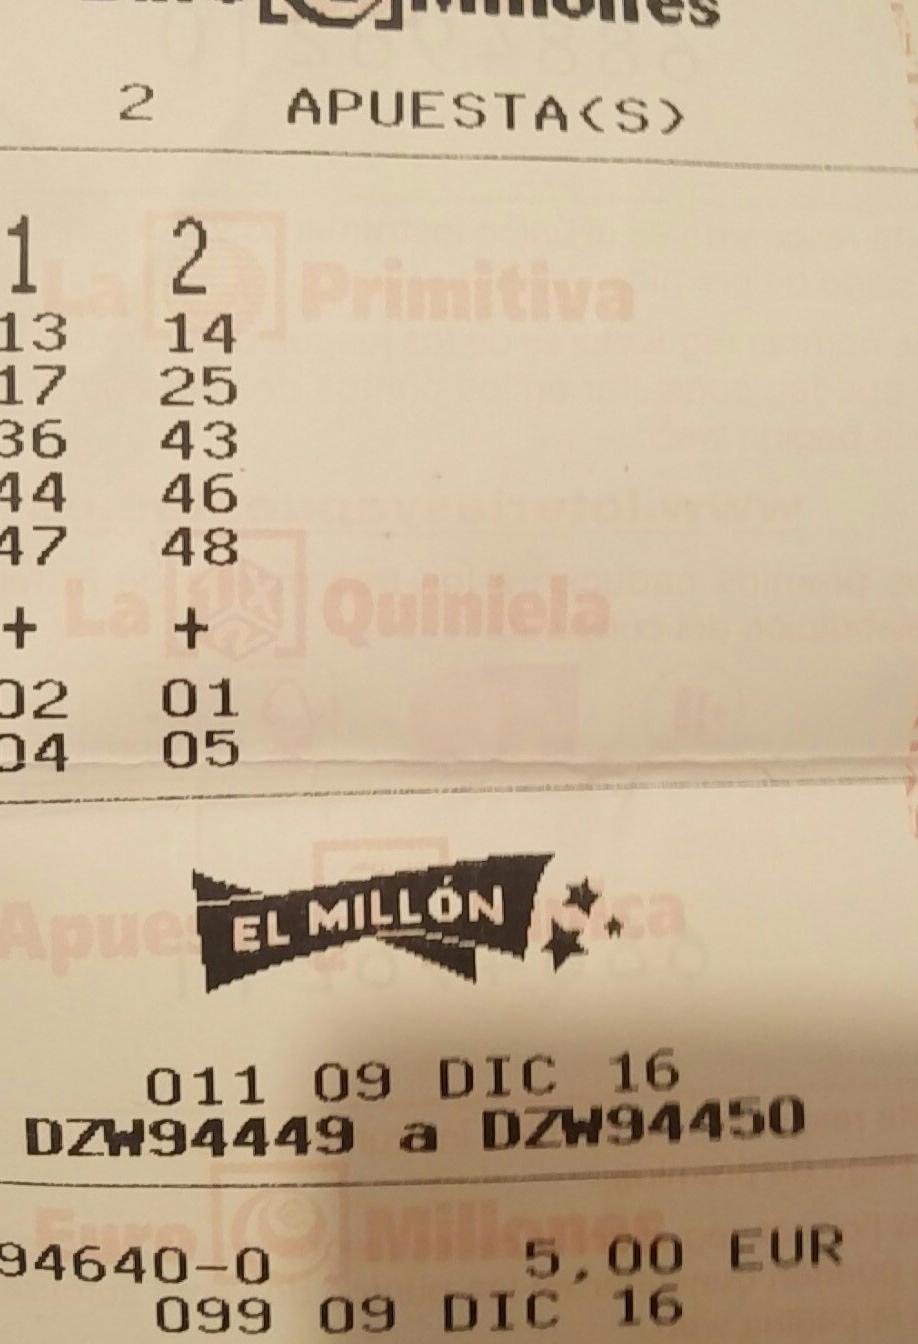 Millones
2 APUESTA(S)
1 2
13 14
17 25
36 43
44 46
47 48
+ +
02 01
04 05
EL MILLÓN
011 09 DIC 16
DZW94449 a DZW94450
94640-0 5,00 EUR
099 09 DIC 16
La Primitiva
La Quiniela
Euro Millones